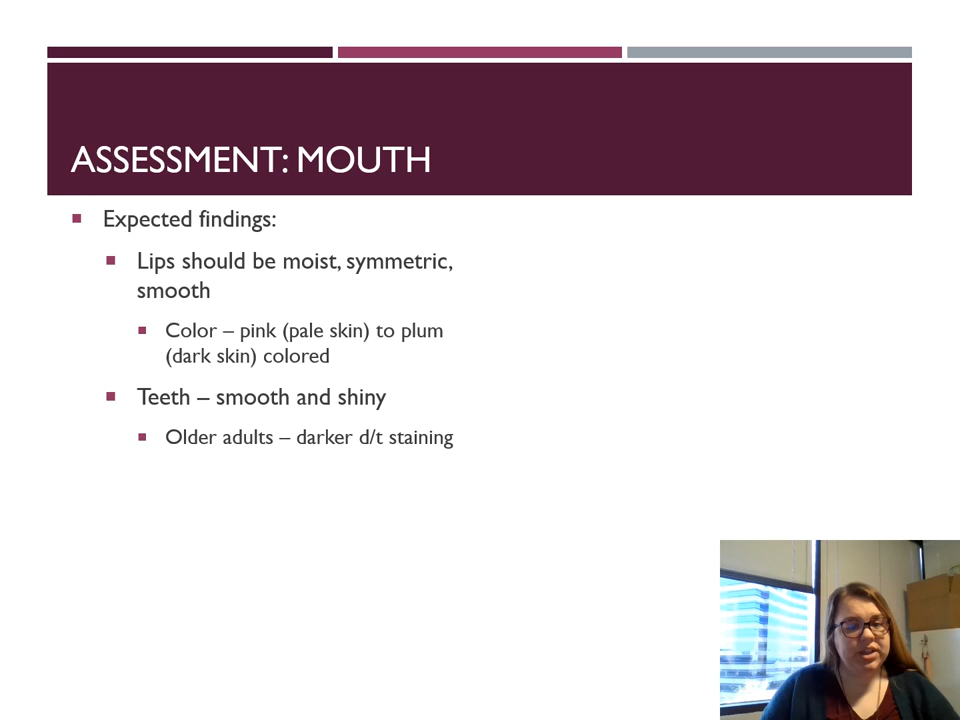 ASSESSMENT: MOUTH
Expected findings:
Lips should be moist, symmetric,
smooth
Color – pink (pale skin) to plum
(dark skin) colored
Teeth – smooth and shiny
Older adults – darker d/t staining